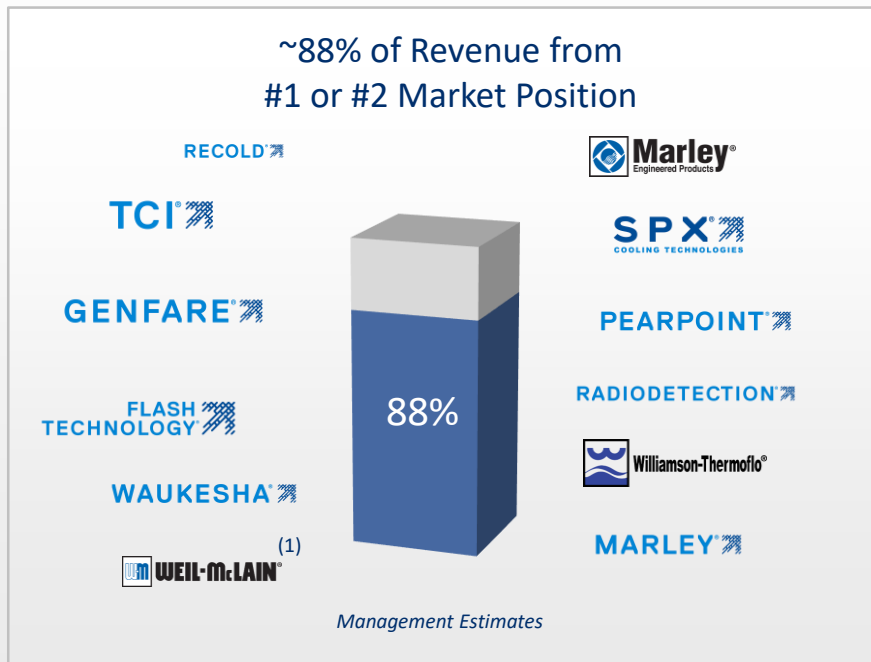 ~88% of Revenue from
#1 or #2 Market Position
RECOLD®
TCI®
GENFARE®
FLASH
TECHNOLOGY®
WAUKESHA®
(1)
WM WEIL-McLAIN®
88%
Marley®
Engineered Products
SPX®
COOLING TECHNOLOGIES
PEARPOINT®
RADIODETECTION®
Williamson-Thermoflo®
MARLEY®
Management Estimates